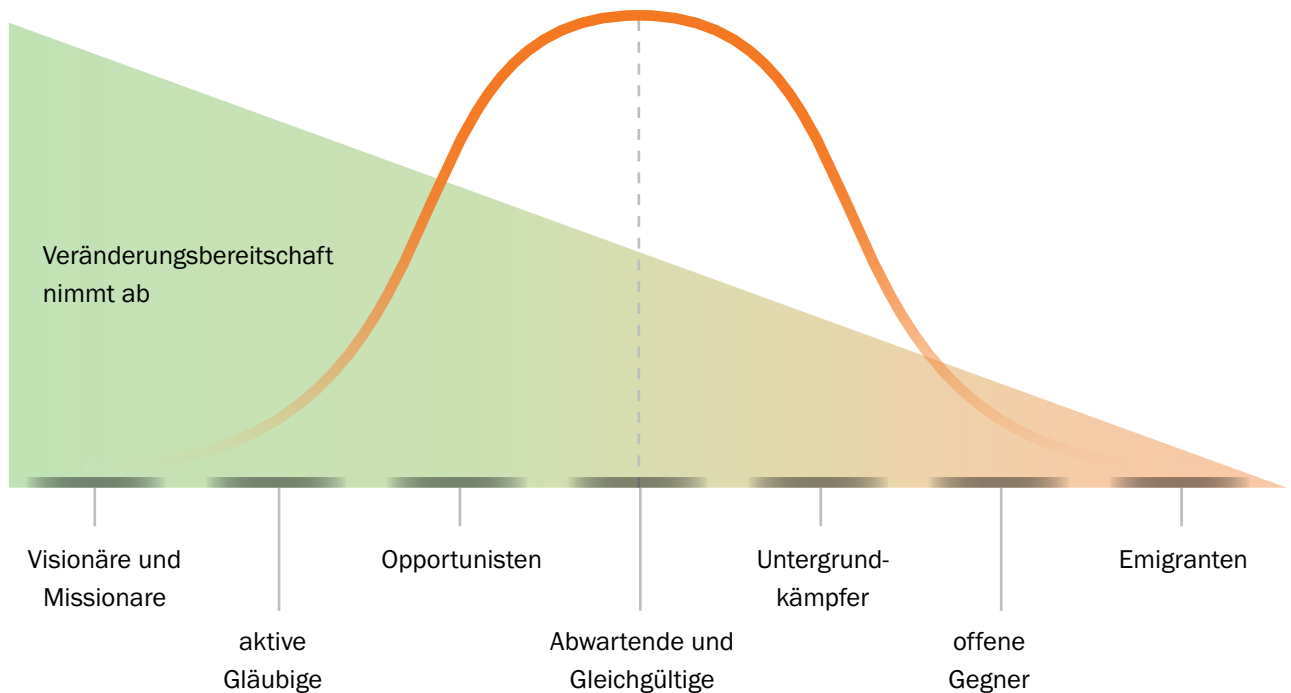 Veränderungsbereitschaft
nimmt ab
Visionäre und
Missionare
aktive
Gläubige
Opportunisten
Abwartende und
Gleichgültige
Untergrund-
kämpfer
offene
Gegner
Emigranten